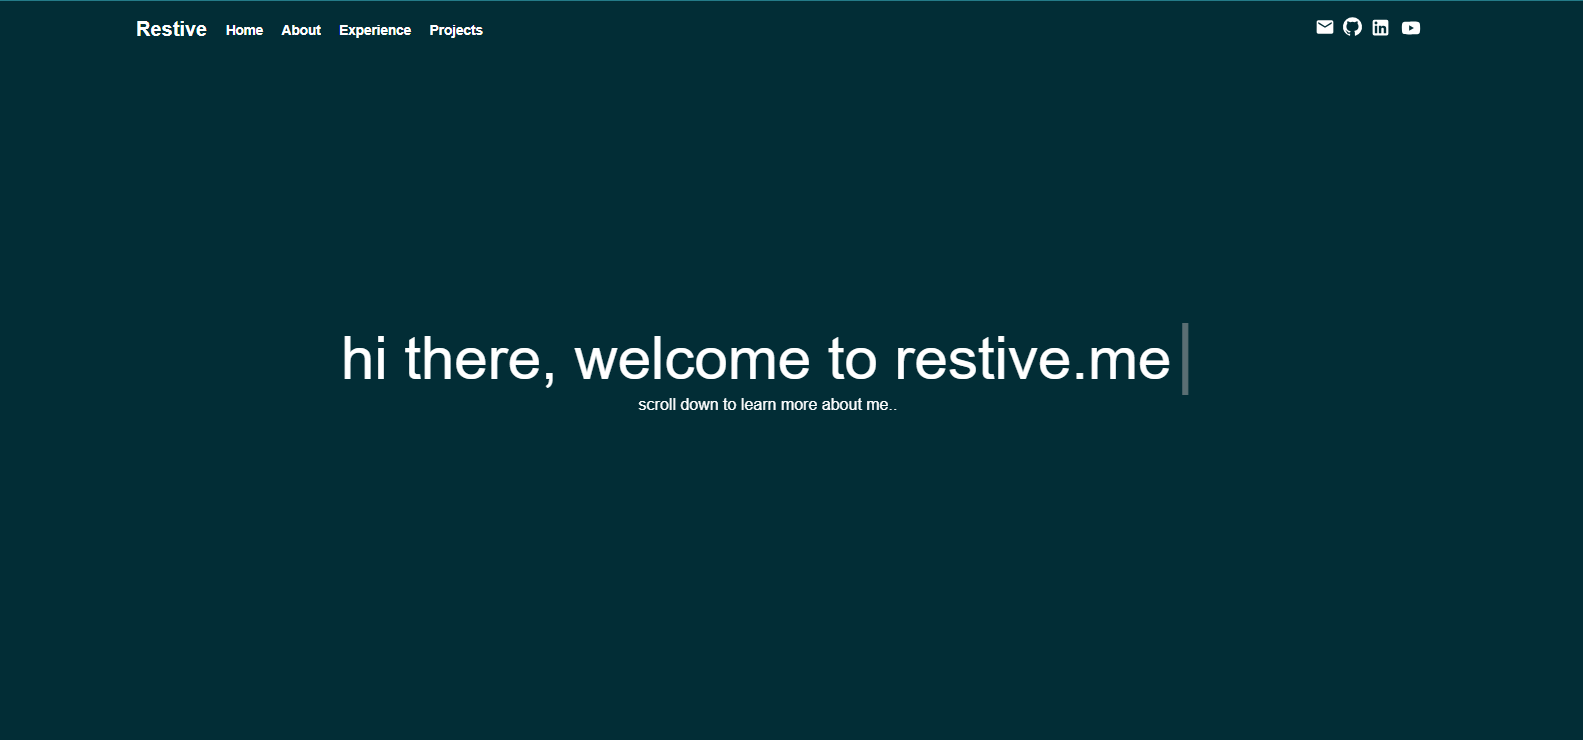 Restive Home About Experience Projects
hi there, welcome to restive.me
scroll down to learn more about me..